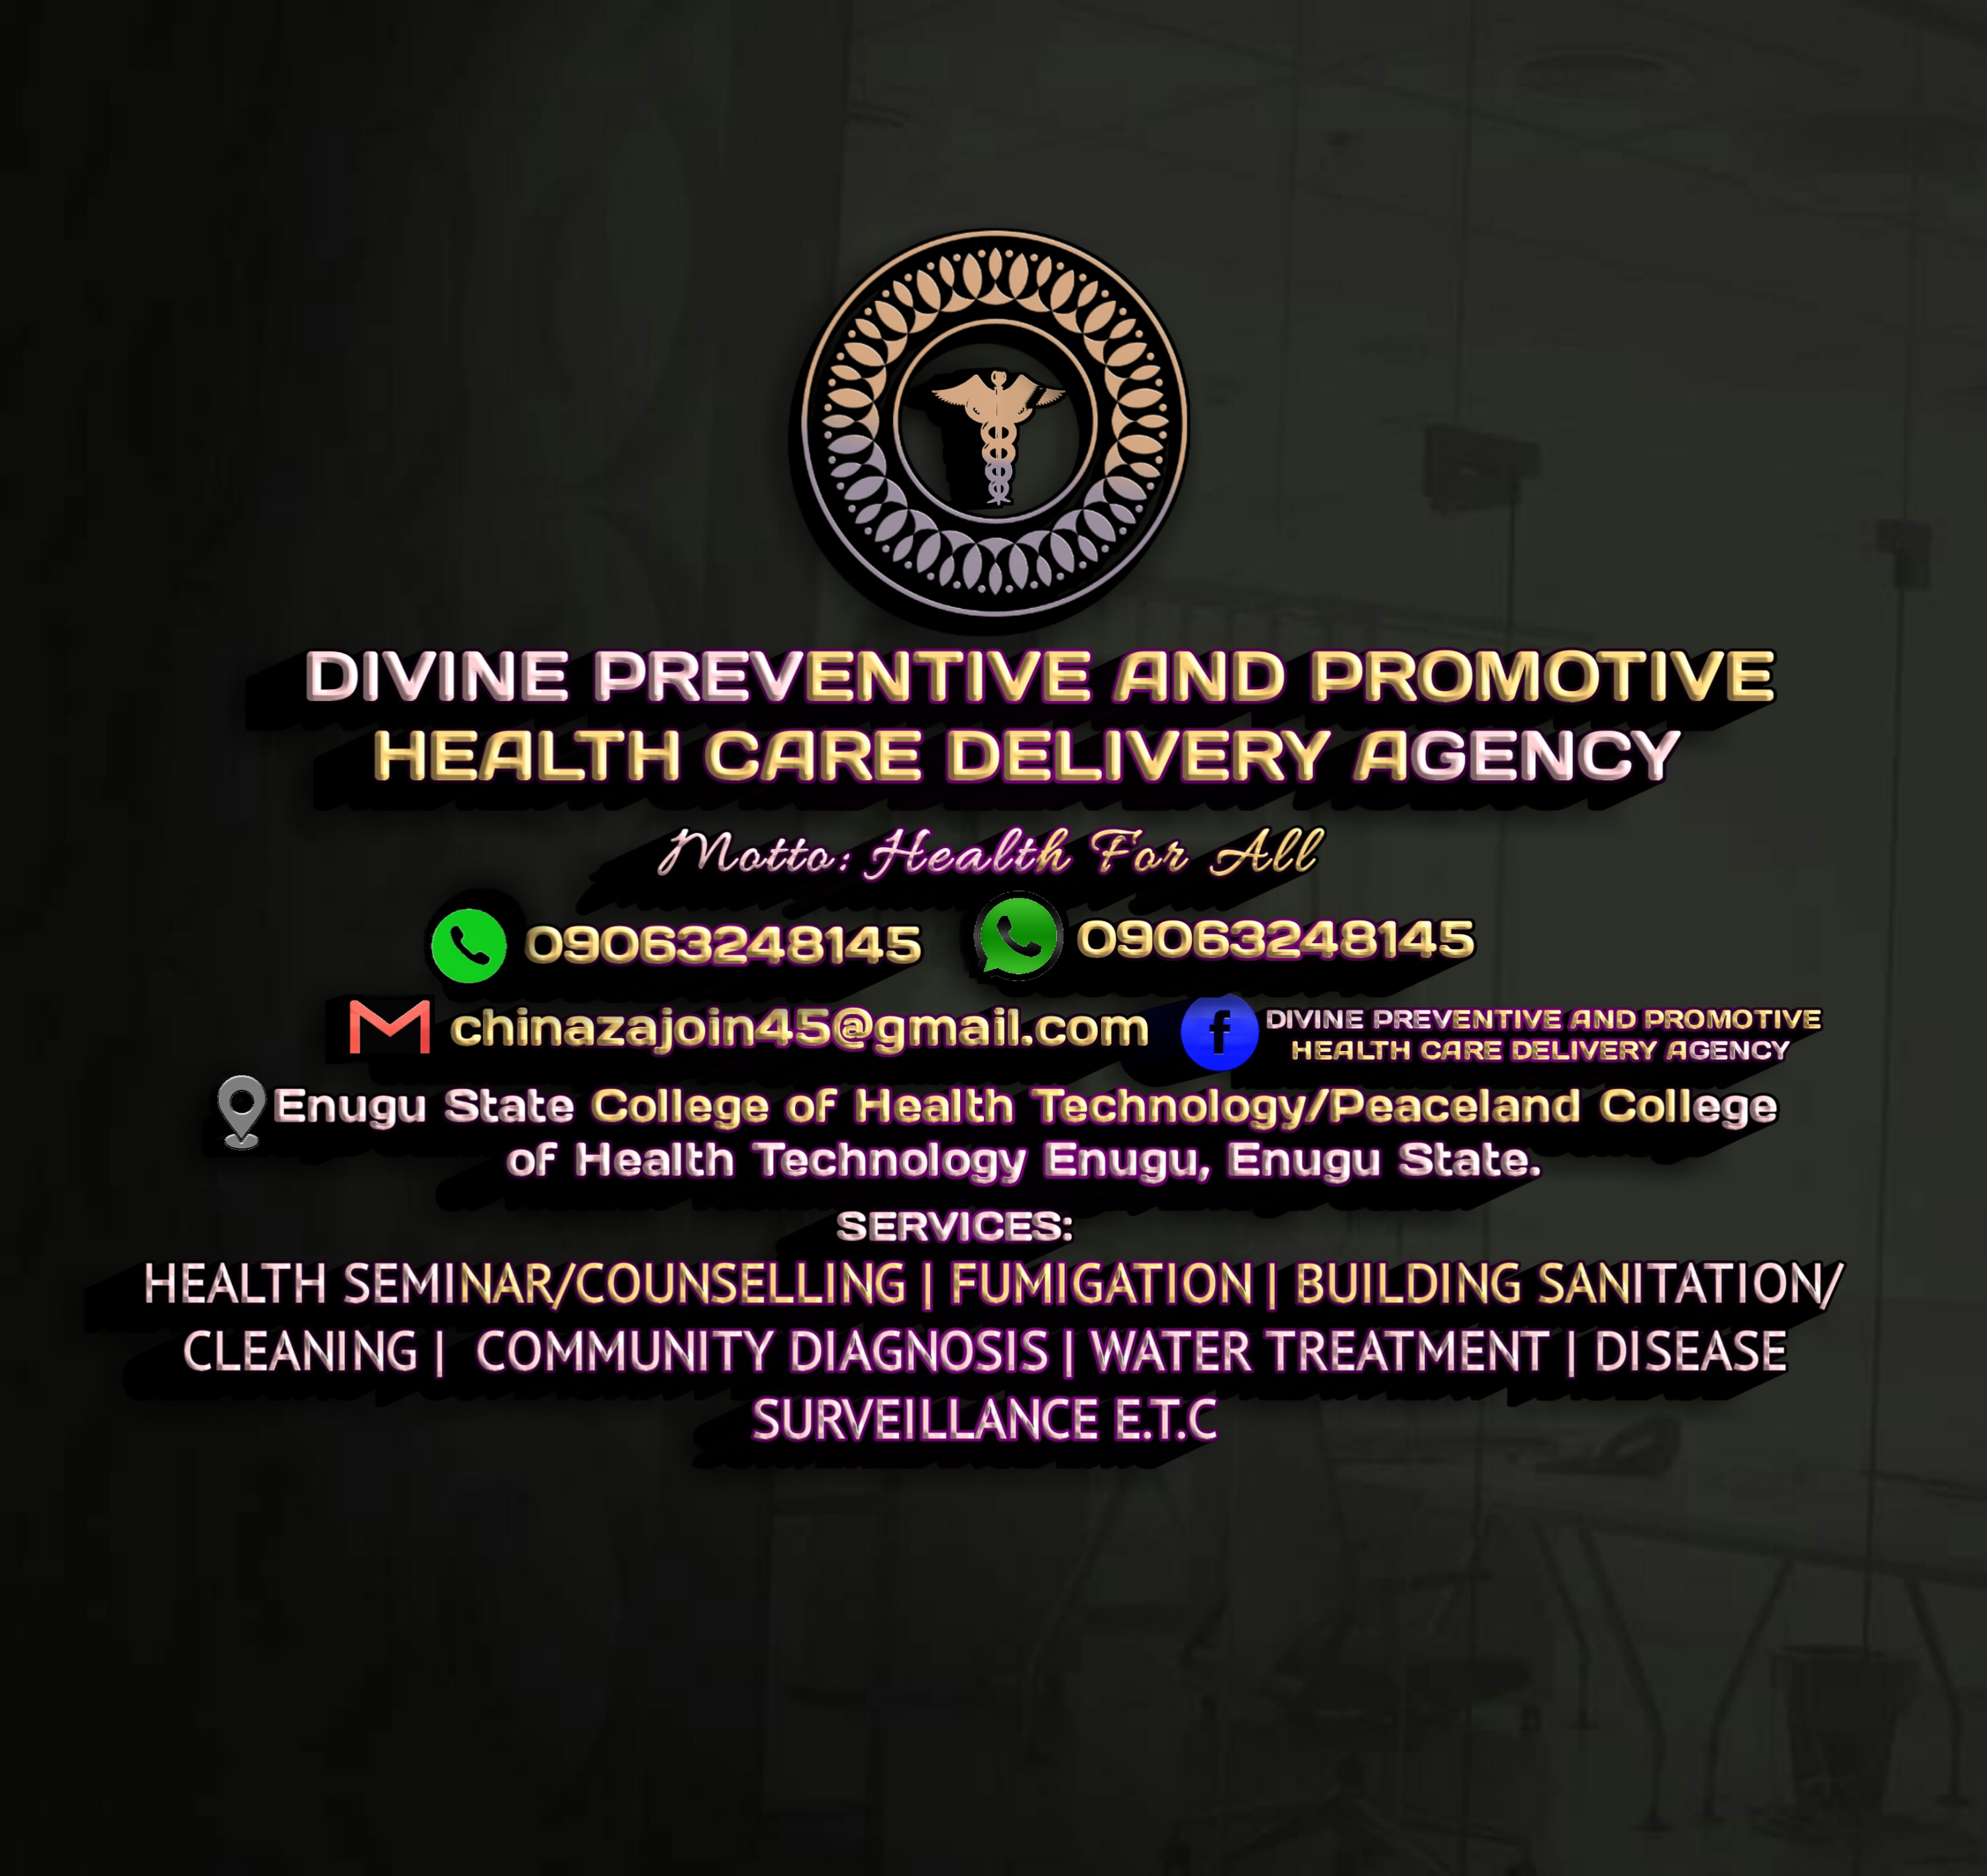 DIVINE PREVENTIVE AND PROMOTIVE
HEALTH CARE DELIVERY AGENCY
Motto: Health For All
09063248145
09063248145
chinazajoin45@gmail.com
DIVINE PREVENTIVE AND PROMOTIVE
HEALTH CARE DELIVERY AGENCY
Enugu State College of Health Technology/Peaceland College
of Health Technology Enugu, Enugu State.
SERVICES:
HEALTH SEMINAR/COUNSELLING | FUMIGATION | BUILDING SANITATION/
CLEANING | COMMUNITY DIAGNOSIS | WATER TREATMENT | DISEASE
SURVEILLANCE E.T.C